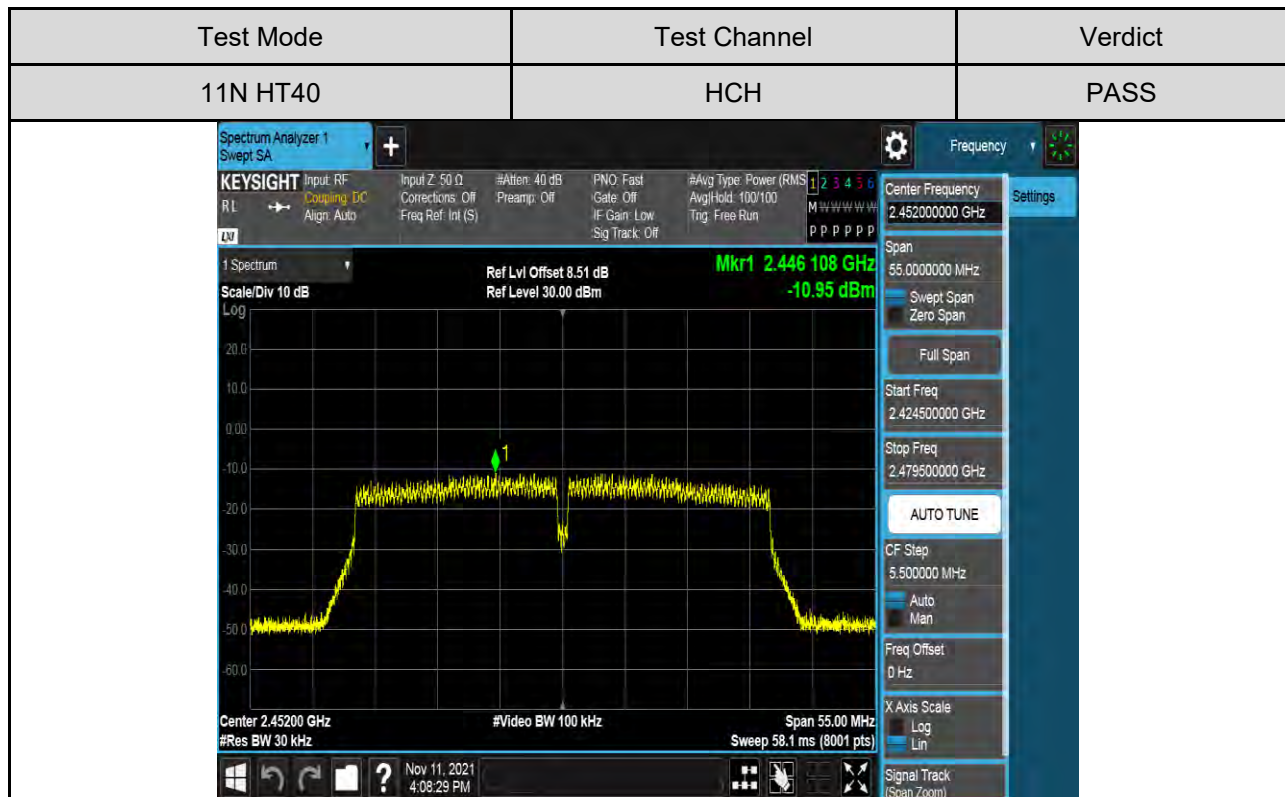 Test Mode Test Channel Verdict
11N HT40 HCH PASS
Spectrum Analyzer 1
Swept SA
+
Frequency
KEYSIGHT Input: RF Input Z: 50 Ω #Atten: 40 dB PNO: Fast #Avg Type: Power (RMS 1 2 3 4 5 6
RL Coupling: DC Corrections: Off Preamp: Off Gate: Off Avg|Hold: 100/100 M W W W W W
Align: Auto Freq Ref: Int (S) IF Gain: Low Trig: Free Run
LXI Sig Track: Off P P P P P P
Center Frequency Settings
2.452000000 GHz
Span
55.0000000 MHz
Swept Span
Zero Span
Full Span
Start Freq
2.424500000 GHz
Stop Freq
2.479500000 GHz
AUTO TUNE
CF Step
5.500000 MHz
Auto
Man
Freq Offset
0 Hz
X Axis Scale
Log
Lin
Signal Track
(Span Zoom)
1 Spectrum Ref Lvl Offset 8.51 dB Mkr1 2.446 108 GHz
Scale/Div 10 dB Ref Level 30.00 dBm -10.95 dBm
Log
20.0
10.0
0.00
1
-10.0
-20.0
-30.0
-40.0
-50.0
-60.0
Center 2.45200 GHz #Video BW 100 kHz Span 55.00 MHz
#Res BW 30 kHz Sweep 58.1 ms (8001 pts)
? Nov 11, 2021
4:08:29 PM